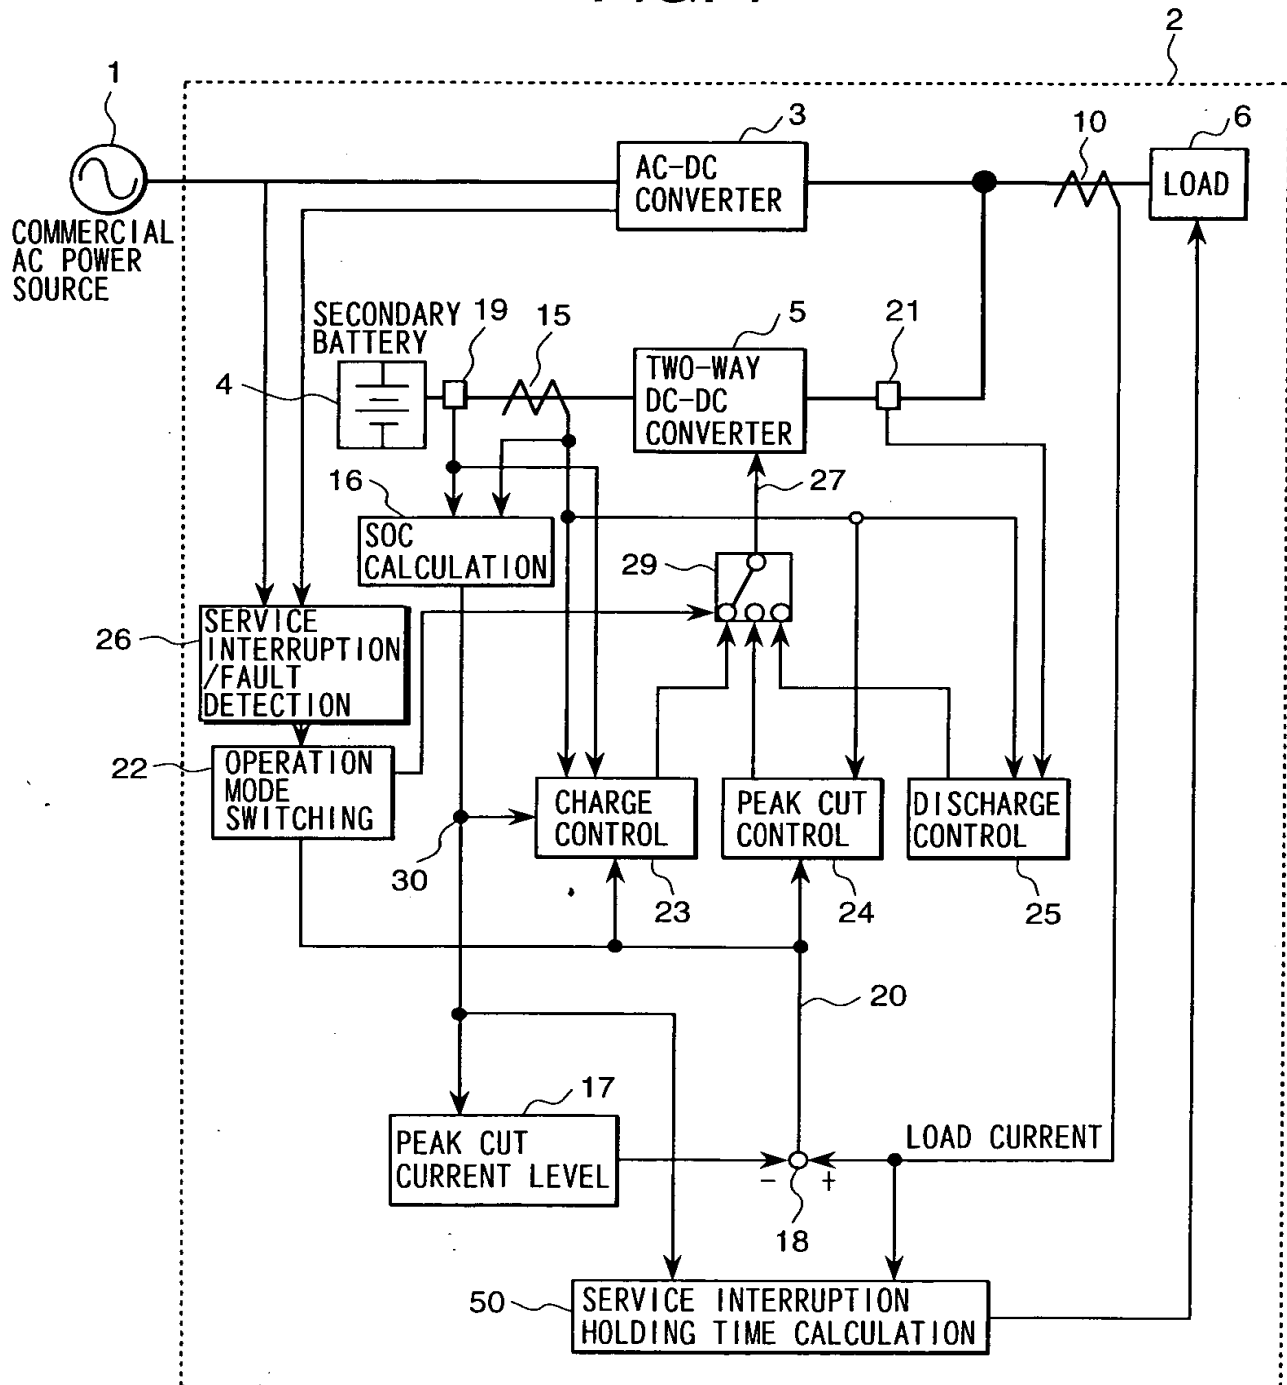 2
1
3
10
6
AC-DC
CONVERTER
LOAD
COMMERCIAL
AC POWER
SOURCE
SECONDARY
BATTERY
19
15
5
21
4
TWO-WAY
DC-DC
CONVERTER
16
27
SOC
CALCULATION
29
26
SERVICE
INTERRUPTION
/FAULT
DETECTION
22
OPERATION
MODE
SWITCHING
CHARGE
CONTROL
PEAK CUT
CONTROL
DISCHARGE
CONTROL
30
23
24
25
20
17
PEAK CUT
CURRENT LEVEL
LOAD CURRENT
- +
18
50
SERVICE INTERRUPTION
HOLDING TIME CALCULATION